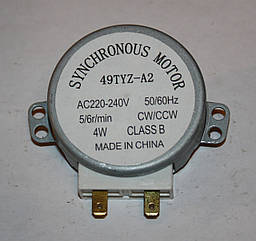 SYNCHRONOUS MOTOR
49TYZ-A2
AC220-240V 50/60Hz
5/6r/min CW/CCW
4W CLASS B
MADE IN CHINA